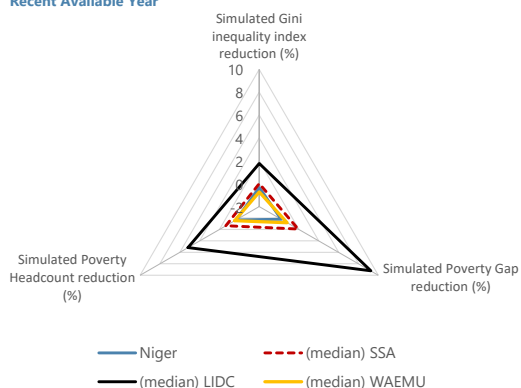 Recent Available Year
Simulated Gini
inequality index
reduction (%)
10
8
6
4
2
0
-2
Simulated Poverty
Headcount reduction
(%)
Simulated Poverty Gap
reduction (%)
Niger
(median) SSA
(median) LIDC
(median) WAEMU